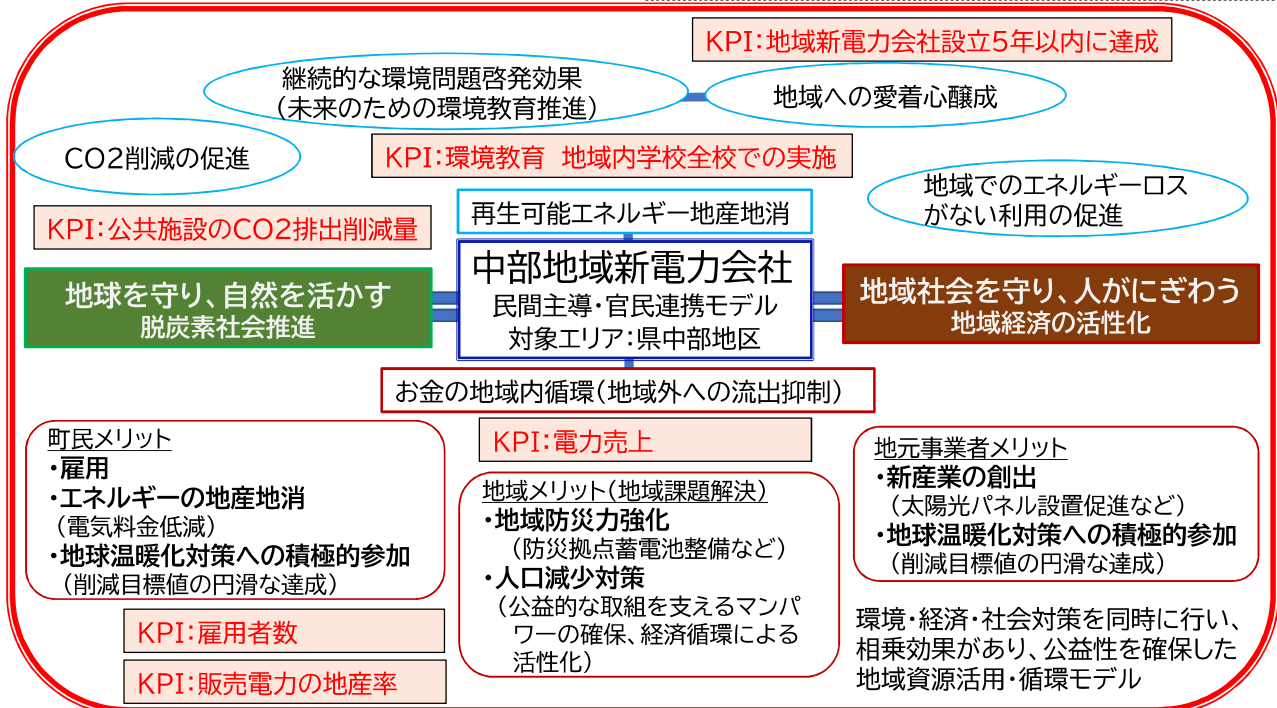 KPI：地域新電力会社設立5年以内に達成
継続的な環境問題啓発効果
（未来のための環境教育推進）
地域への愛着心醸成
CO2削減の促進
KPI：環境教育　地域内学校全校での実施
地域でのエネルギーロス
がない利用の促進
再生可能エネルギー地産地消
KPI：公共施設のCO2排出削減量
中部地域新電力会社
民間主導・官民連携モデル
対象エリア：県中部地区
地球を守り、自然を活かす
脱炭素社会推進
地域社会を守り、人がにぎわう
地域経済の活性化
お金の地域内循環（地域外への流出抑制）
KPI：電力売上
町民メリット
・雇用
・エネルギーの地産地消
（電気料金低減）
・地球温暖化対策への積極的参加
（削減目標値の円滑な達成）
地域メリット（地域課題解決）
・地域防災力強化
（防災拠点蓄電池整備など）
・人口減少対策
（公益的な取組を支えるマンパ
ワーの確保、経済循環による
活性化）
地元事業者メリット
・新産業の創出
（太陽光パネル設置促進など）
・地球温暖化対策への積極的参加
（削減目標値の円滑な達成）
KPI：雇用者数
KPI：販売電力の地産率
環境・経済・社会対策を同時に行い、
相乗効果があり、公益性を確保した
地域資源活用・循環モデル